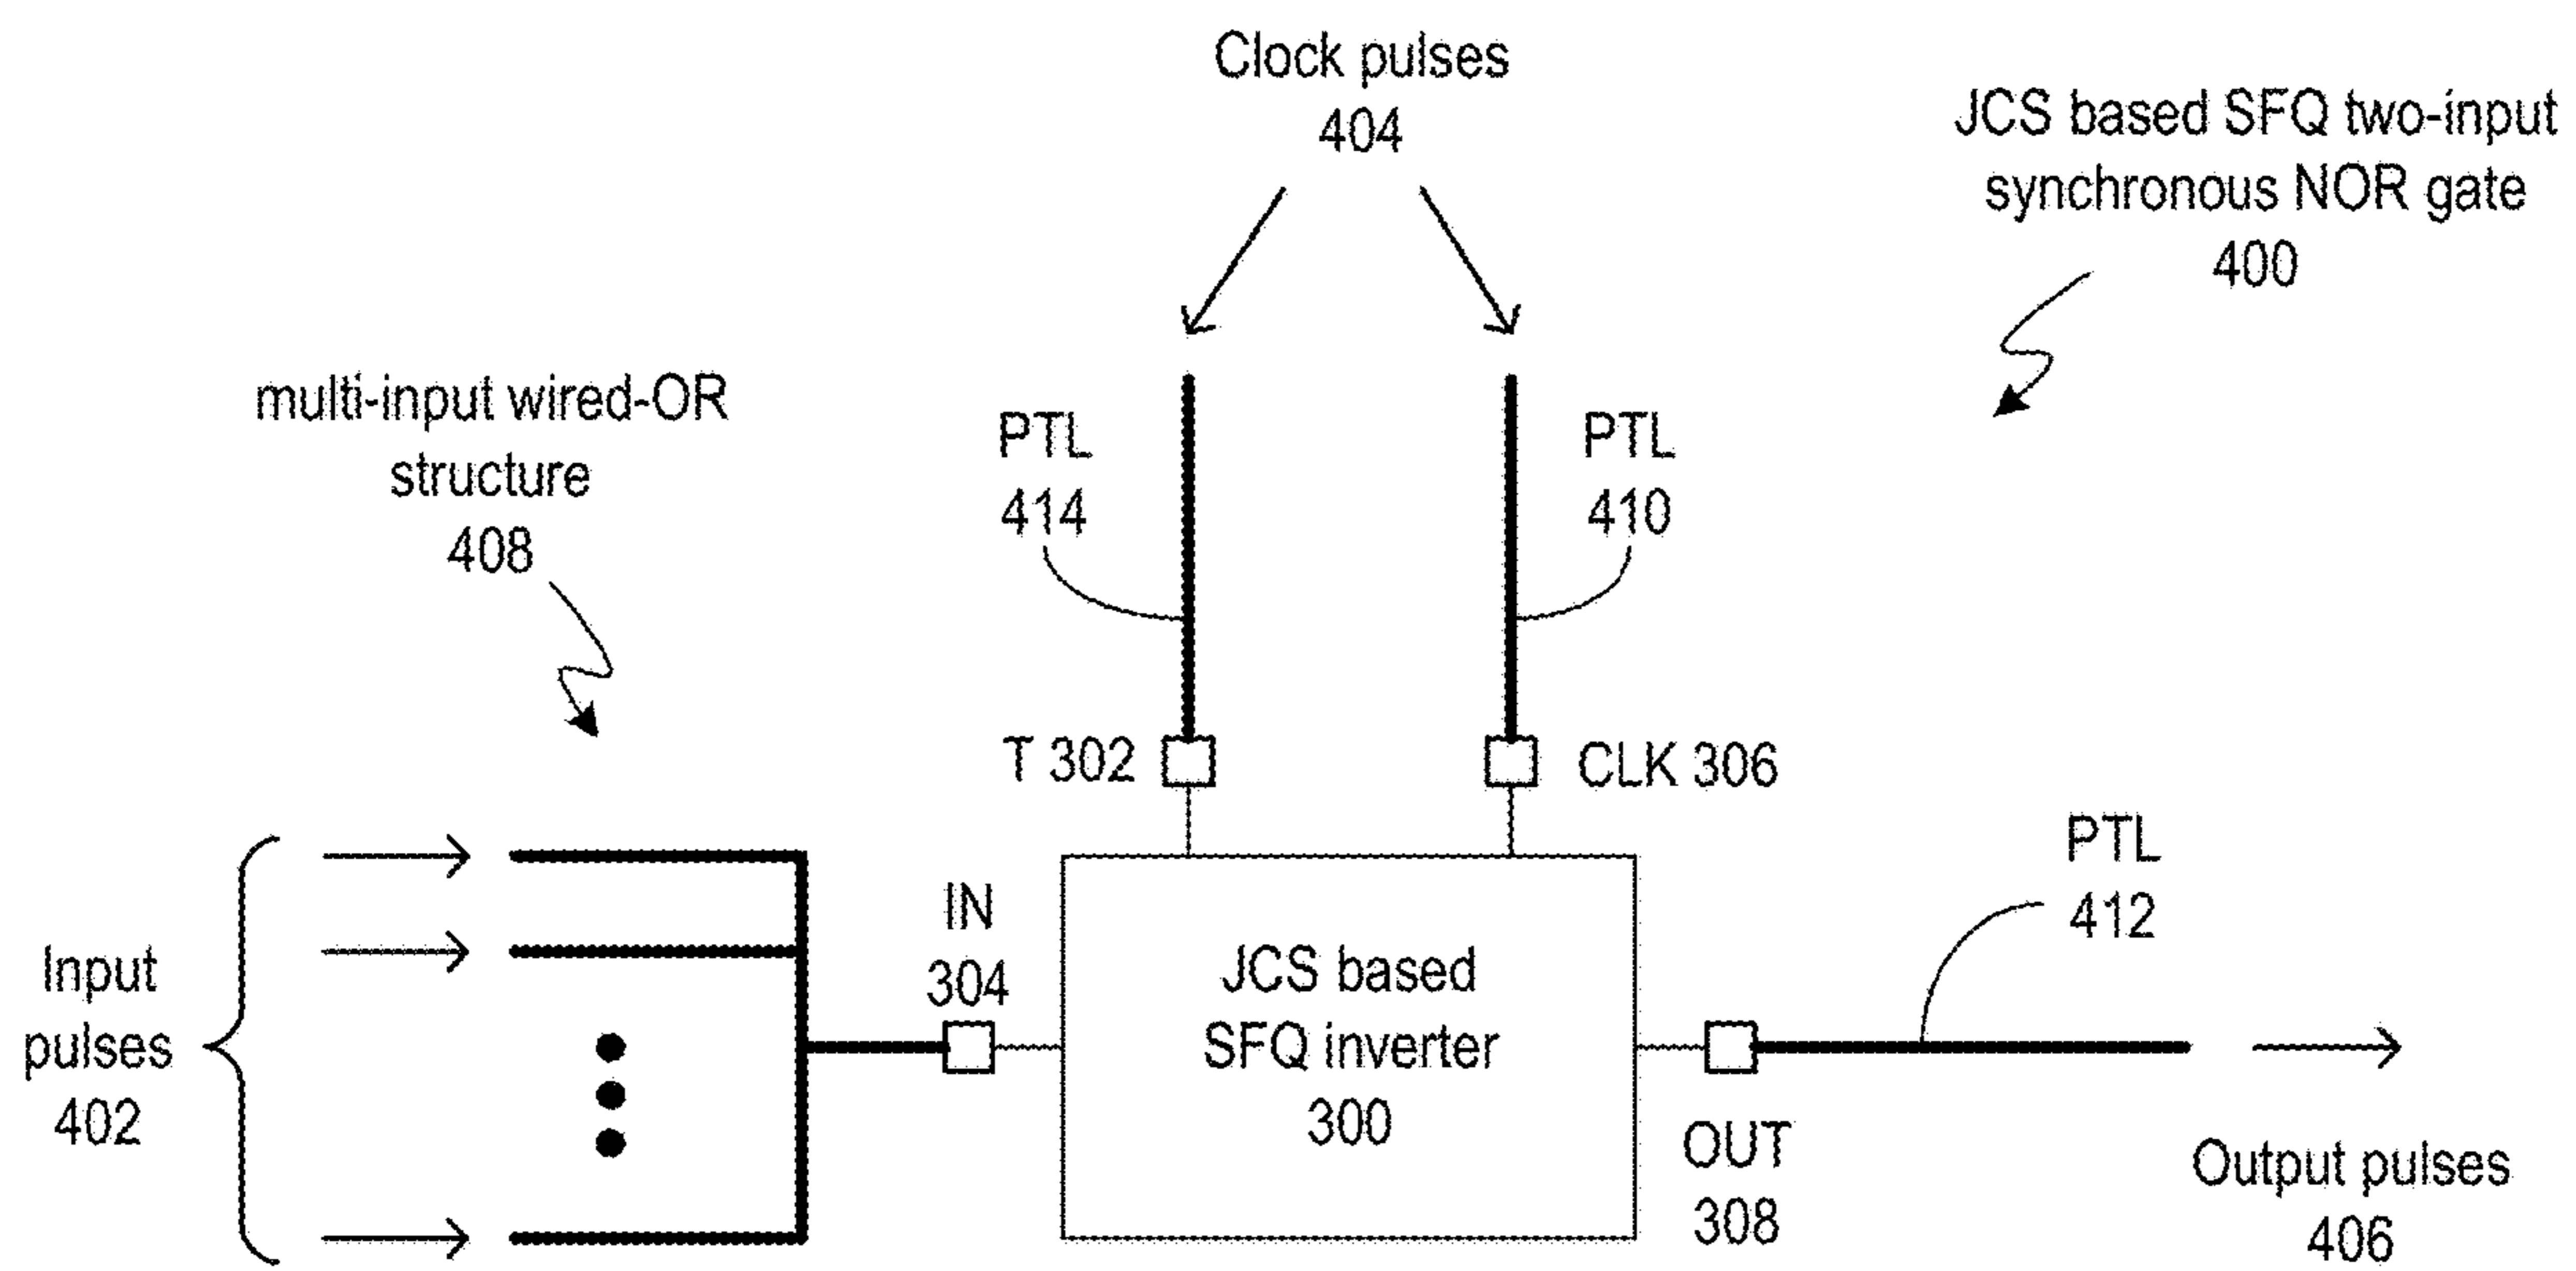 Clock pulses
404
JCS based SFQ two-input
synchronous NOR gate
400
multi-input wired-OR
structure
408
PTL
414
PTL
410
T 302
CLK 306
PTL
412
IN
304
Input
pulses
402
JCS based
SFQ inverter
300
OUT
308
Output pulses
406